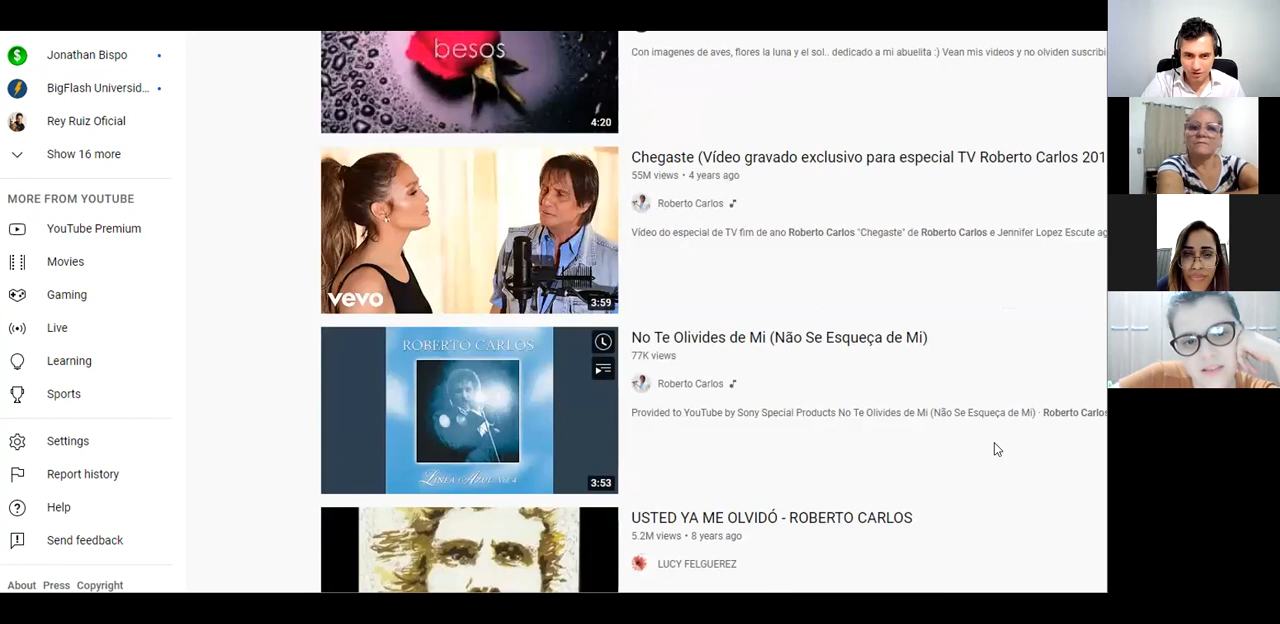 Jonathan Bispo
BigFlash Universid...
Rey Ruiz Oficial
Show 16 more
MORE FROM YOUTUBE
YouTube Premium
Movies
Gaming
Live
Learning
Sports
Settings
Report history
Help
Send feedback
About Press Copyright
besos
4:20
Con imagenes de aves, flores la luna y el sol.. dedicado a mi abuelita :) Vean mis videos y no olviden suscribi
vevo
3:59
Chegaste (Vídeo gravado exclusivo para especial TV Roberto Carlos 201
55M views • 4 years ago
Roberto Carlos
Vídeo do especial de TV fim de ano Roberto Carlos "Chegaste" de Roberto Carlos e Jennifer Lopez Escute ag
ROBERTO CARLOS
3:53
No Te Olivides de Mi (Não Se Esqueça de Mi)
77K views
Roberto Carlos
Provided to YouTube by Sony Special Products No Te Olivides de Mi (Não Se Esqueça de Mi) · Roberto Carlos
USTED YA ME OLVIDÓ - ROBERTO CARLOS
5.2M views • 8 years ago
LUCY FELGUEREZ